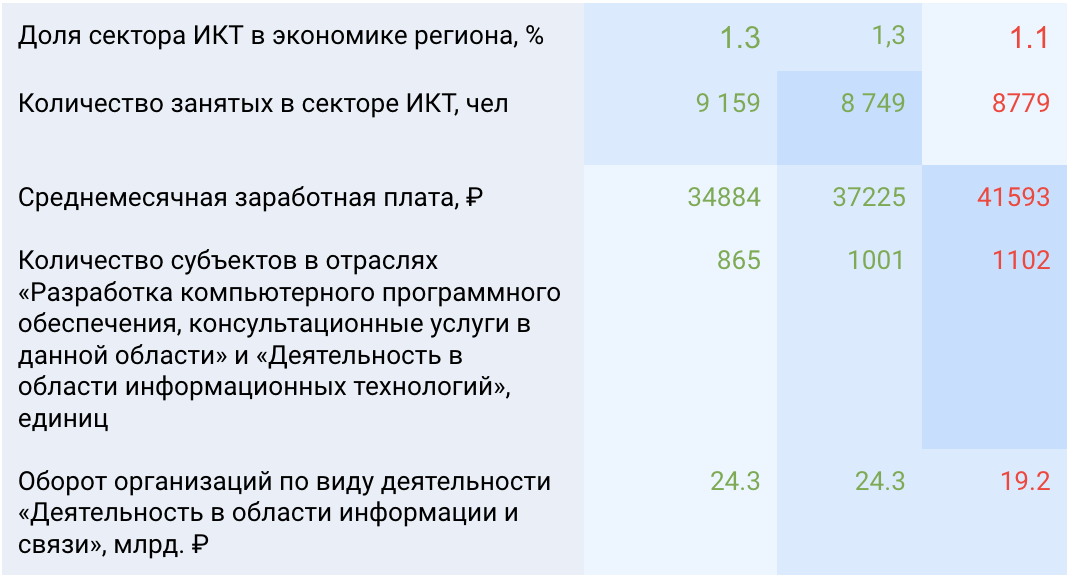 Доля сектора ИКТ в экономике региона, % 1.3 1,3 1.1
Количество занятых в секторе ИКТ, чел 9 159 8 749 8779
Среднемесячная заработная плата, ₽ 34884 37225 41593
Количество субъектов в отраслях 865 1001 1102
«Разработка компьютерного программного
обеспечения, консультационные услуги в
данной области» и «Деятельность в
области информационных технологий»,
единиц
Оборот организаций по виду деятельности 24.3 24.3 19.2
«Деятельность в области информации и
связи», млрд. ₽